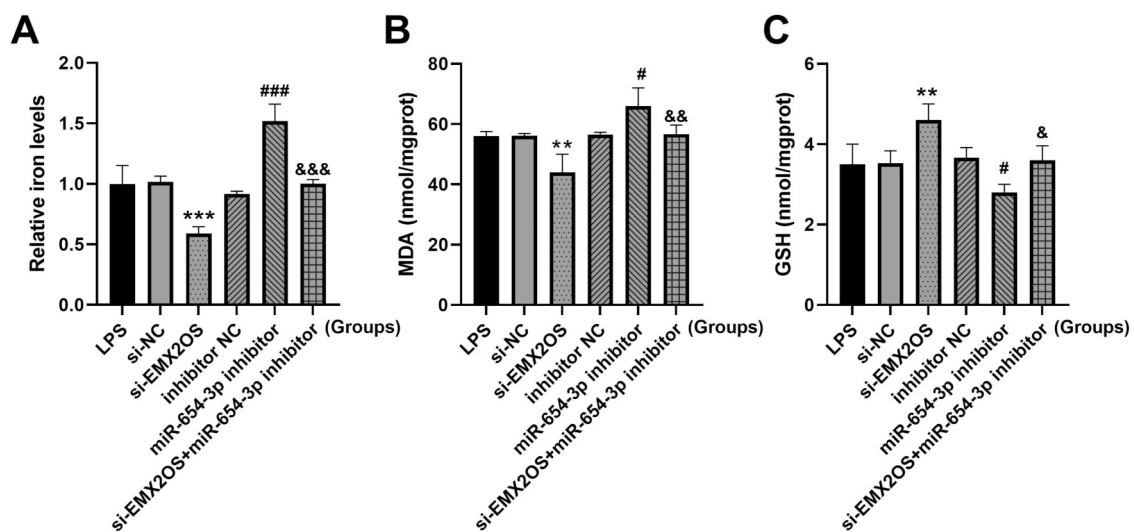 A
Relative iron levels
2.0
1.5
1.0
0.5
0.0
***
###
&&&
LPS
si-NC
si-EMX2OS
inhibitor NC
miR-654-3p inhibitor
si-EMX2OS+miR-654-3p inhibitor
(Groups)
B
MDA (nmol/mgprot)
80
60
40
20
0
**
#
&&
LPS
si-NC
si-EMX2OS
inhibitor NC
miR-654-3p inhibitor
si-EMX2OS+miR-654-3p inhibitor
(Groups)
C
GSH (nmol/mgprot)
6
4
2
0
**
#
&
LPS
si-NC
si-EMX2OS
inhibitor NC
miR-654-3p inhibitor
si-EMX2OS+miR-654-3p inhibitor
(Groups)